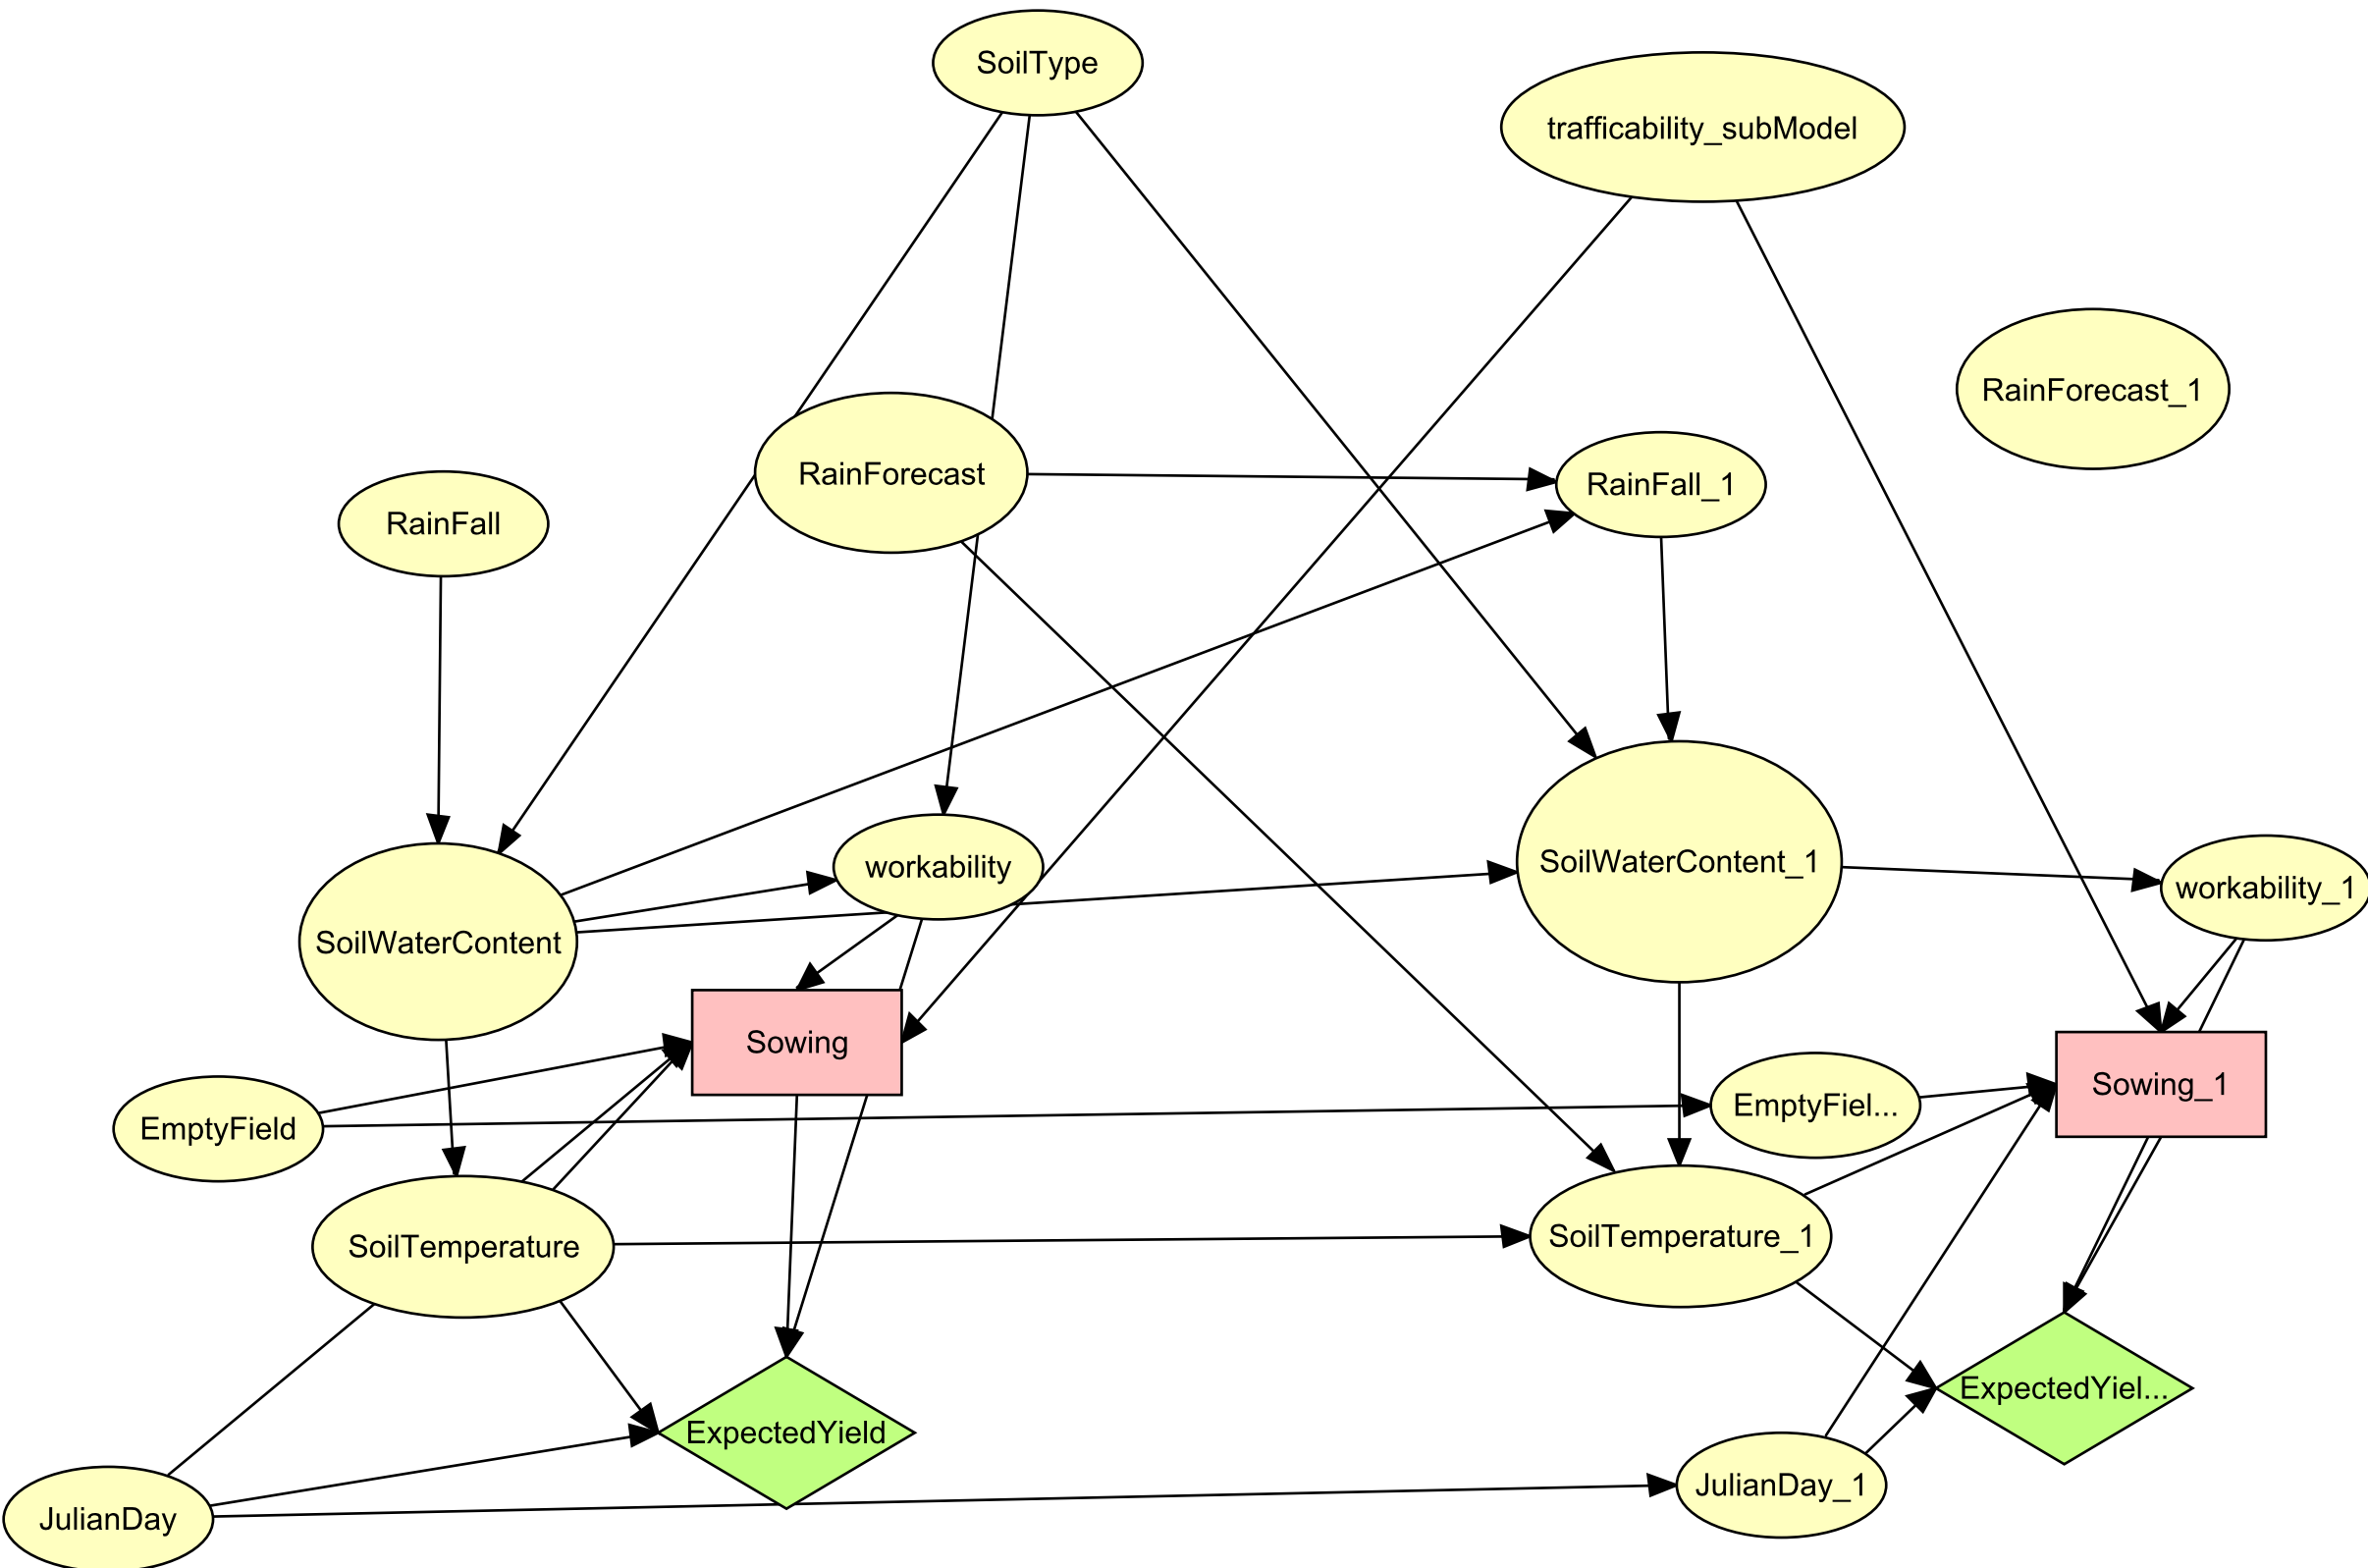 SoilType
trafficability_subModel
RainForecast_1
RainForecast
RainFall_1
RainFall
SoilWaterContent_1
workability
workability_1
SoilWaterContent
Sowing
Sowing_1
EmptyFiel...
EmptyField
SoilTemperature_1
SoilTemperature
ExpectedYiel...
ExpectedYield
JulianDay_1
JulianDay